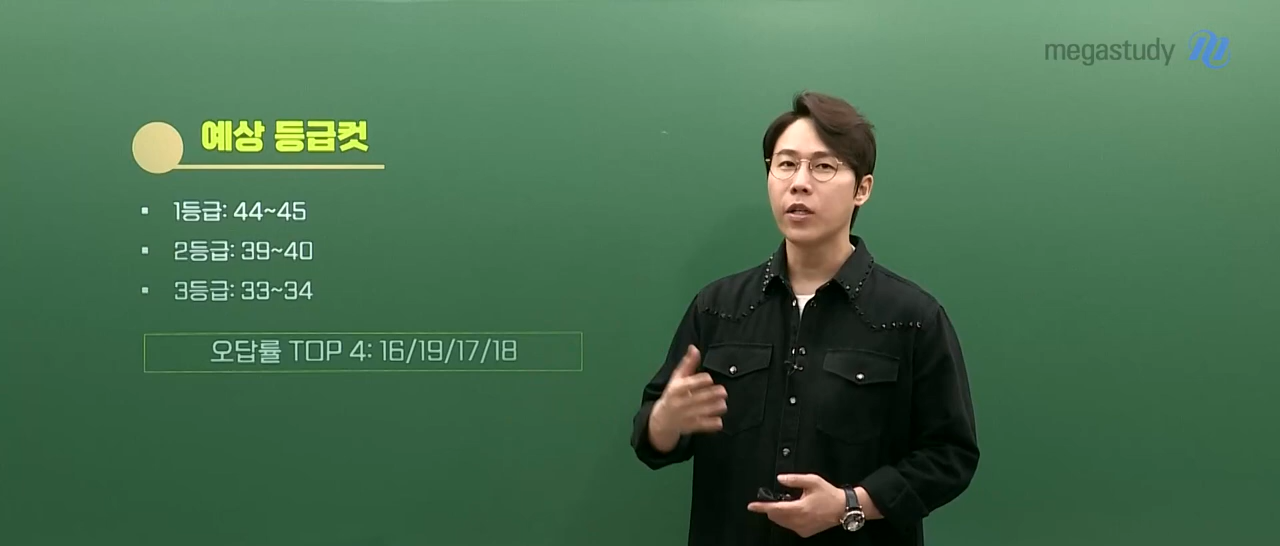 megastudy
예상 등급컷
▪ 1등급: 44~45
▪ 2등급: 39~40
▪ 3등급: 33~34
오답률 TOP 4: 16/19/17/18